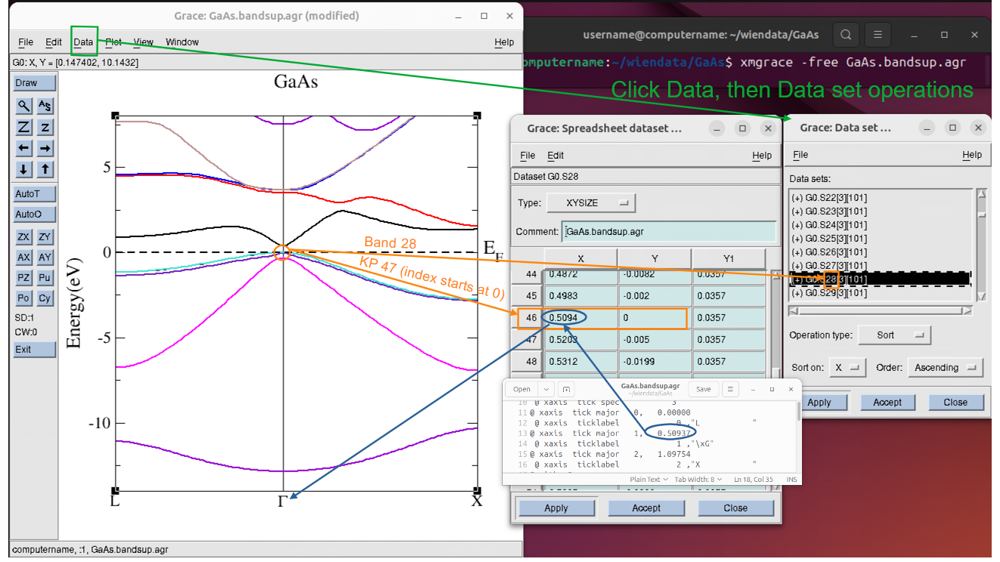 Grace: GaAs.bandsup.agr (modified)
File Edit Data Plot View Window Help
G0: X, Y = [0.147402, 10.1432]
Draw
AS
Z z
AutoT
AutoO
ZX ZY
AX AY
PZ Pu
Po Cy
SD:1
CW:0
Exit
GaAs
Energy(eV)
5
0
-5
-10
E_F
L Γ X
Band 28
KP 47 (index starts at 0)
computername, :1, GaAs.bandsup.agr
username@computername: ~/wiendata/GaAs
omputername:~/wiendata/GaAs$ xmgrace -free GaAs.bandsup.agr
Click Data, then Data set operations
Grace: Spreadsheet dataset ...
File Edit Help
Dataset G0.S28
Type: XYSIZE
Comment: GaAs.bandsup.agr
X Y Y1
44 0.4872 -0.0082 0.0357
45 0.4983 -0.002 0.0357
46 0.5094 0 0.0357
47 0.5203 -0.005 0.0357
48 0.5312 -0.0199 0.0357
Apply Accept Close
Open GaAs.bandsup.agr Save
~/wiendata/GaAs
10 @ xaxis tick spec 3
11 @ xaxis tick major 0, 0.00000
12 @ xaxis ticklabel 0 ,"L "
13 @ xaxis tick major 1, 0.50937
14 @ xaxis ticklabel 1 ,"\xG"
15 @ xaxis tick major 2, 1.09754
16 @ xaxis ticklabel 2 ,"X "
Plain Text Tab Width: 8 Ln 18, Col 35 INS
Grace: Data set ...
File Help
Data sets:
(+) G0.S22[3][101]
(+) G0.S23[3][101]
(+) G0.S24[3][101]
(+) G0.S25[3][101]
(+) G0.S26[3][101]
(+) G0.S27[3][101]
(+) G0.S28[3][101]
(+) G0.S29[3][101]
Operation type: Sort
Sort on: X Order: Ascending
Apply Accept Close